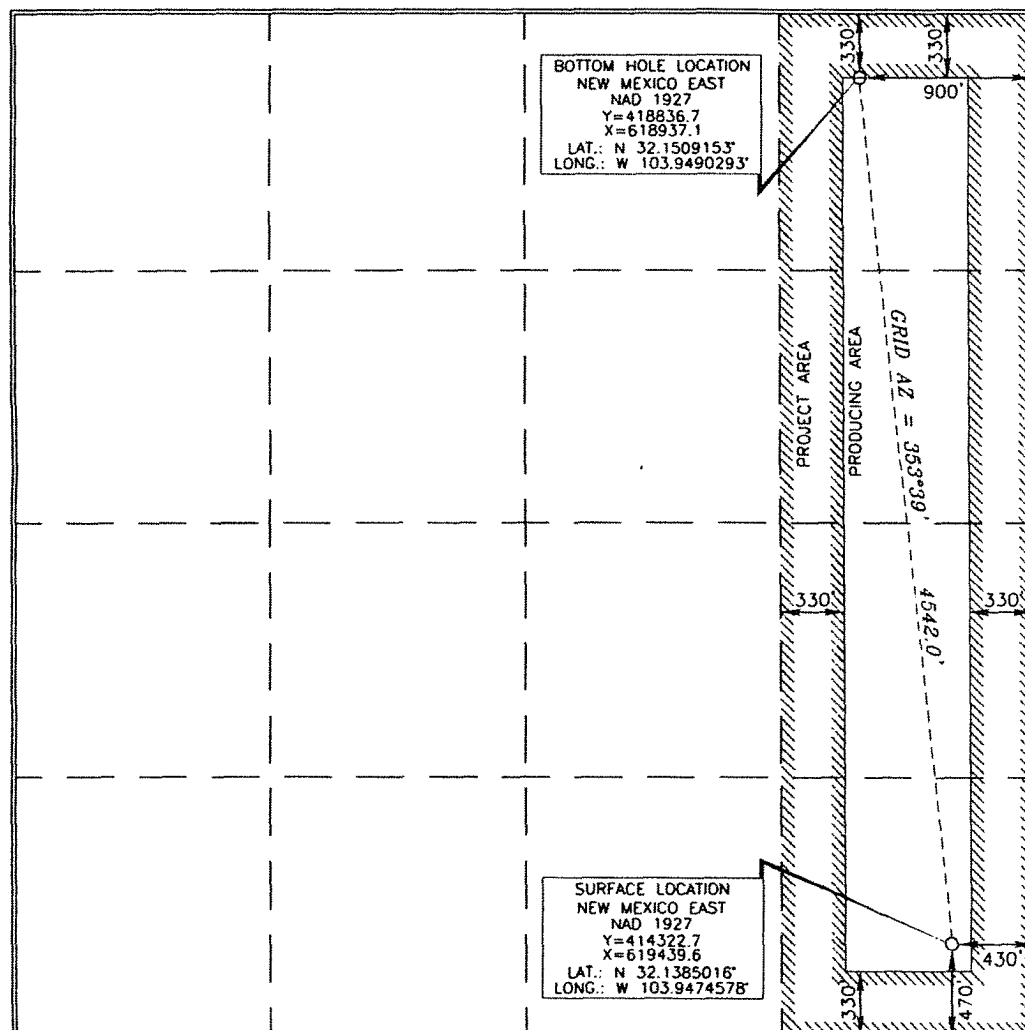 330'
330'
BOTTOM HOLE LOCATION
NEW MEXICO EAST
NAD 1927
Y=418836.7
X=618937.1
LAT.: N 32.1509153°
LONG.: W 103.9490293°
900'
PROJECT AREA
PRODUCING AREA
GRID AZ = 353°39'
4542.0'
330'
330'
SURFACE LOCATION
NEW MEXICO EAST
NAD 1927
Y=414322.7
X=619439.6
LAT.: N 32.1385016°
LONG.: W 103.9474578°
430'
330'
470'